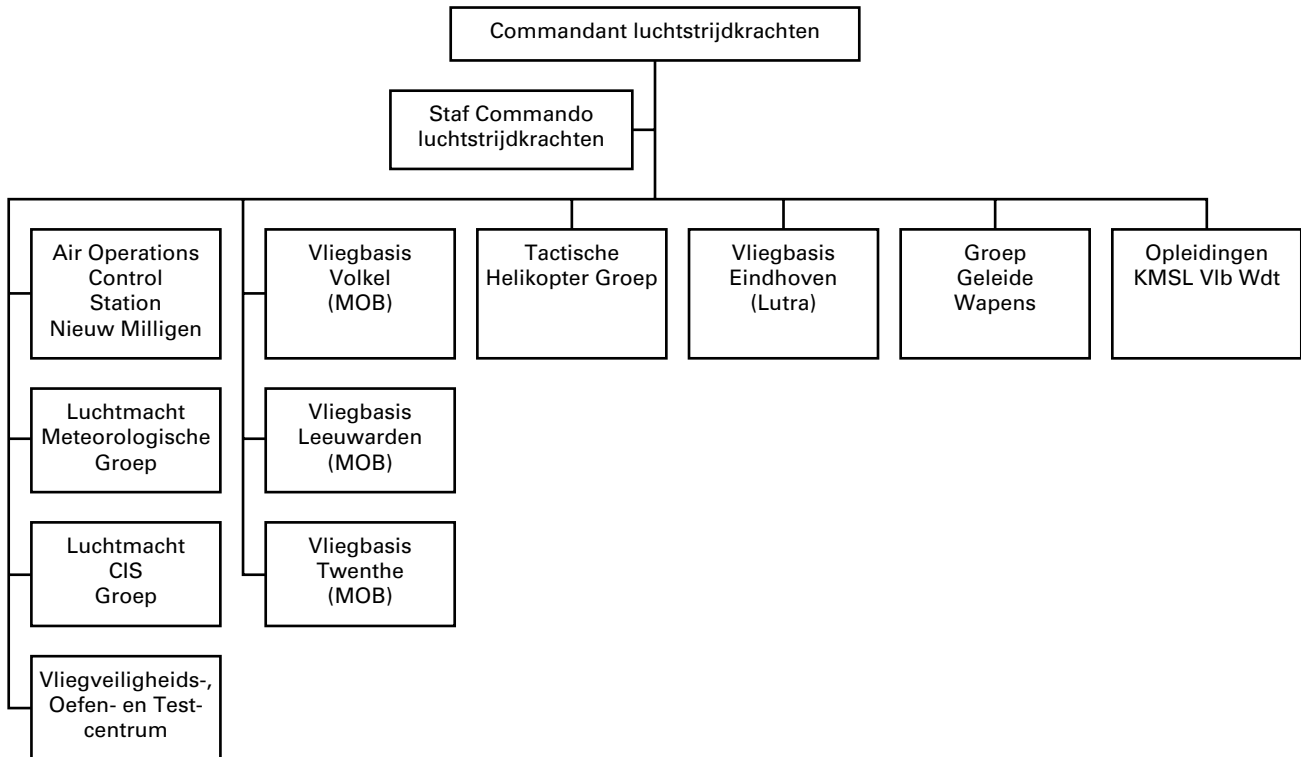 Commandant luchtstrijdkrachten
Staf Commando
luchtstrijdkrachten
Air Operations
Control
Station
Nieuw Milligen
Vliegbasis
Volkel
(MOB)
Tactische
Helikopter Groep
Vliegbasis
Eindhoven
(Lutra)
Groep
Geleide
Wapens
Opleidingen
KMSL Vlb Wdt
Luchtmacht
Meteorologische
Groep
Vliegbasis
Leeuwarden
(MOB)
Luchtmacht
CIS
Groep
Vliegbasis
Twenthe
(MOB)
Vliegveiligheids-,
Oefen- en Test-
centrum